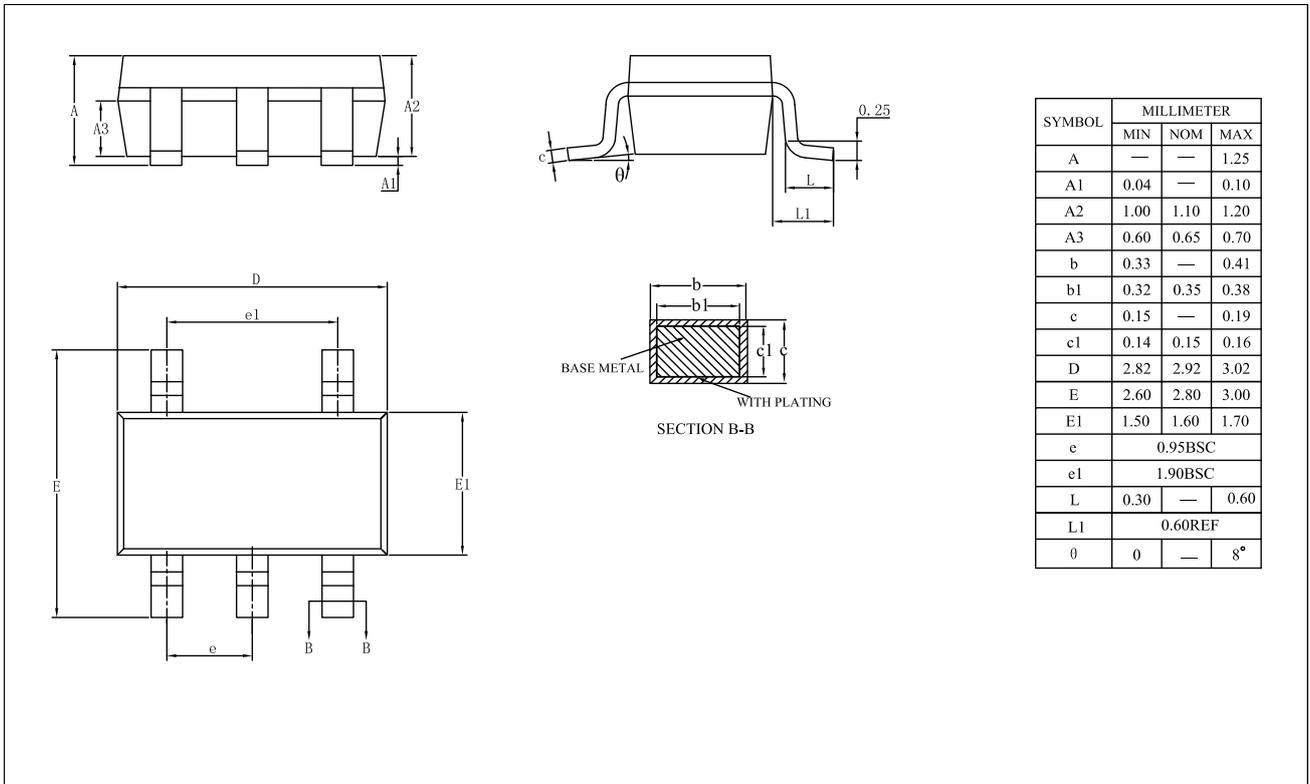 A
A3
A2
A1
c
θ
0.25
L
L1
D
e1
E
E1
e
B B
b
b1
c1 c
BASE METAL
WITH PLATING
SECTION B-B
SYMBOL MILLIMETER
MIN NOM MAX
A — — 1.25
A1 0.04 — 0.10
A2 1.00 1.10 1.20
A3 0.60 0.65 0.70
b 0.33 — 0.41
b1 0.32 0.35 0.38
c 0.15 — 0.19
c1 0.14 0.15 0.16
D 2.82 2.92 3.02
E 2.60 2.80 3.00
E1 1.50 1.60 1.70
e 0.95BSC
e1 1.90BSC
L 0.30 — 0.60
L1 0.60REF
θ 0 — 8°